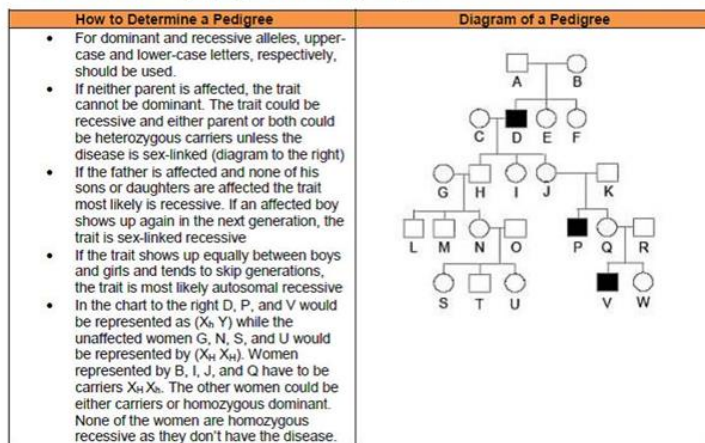 How to Determine a Pedigree
• For dominant and recessive alleles, upper-
case and lower-case letters, respectively,
should be used.
• If neither parent is affected, the trait
cannot be dominant. The trait could be
recessive and either parent or both could
be heterozygous carriers unless the
disease is sex-linked (diagram to the right)
• If the father is affected and none of his
sons or daughters are affected the trait
most likely is recessive. If an affected boy
shows up again in the next generation, the
trait is sex-linked recessive
• If the trait shows up equally between boys
and girls and tends to skip generations,
the trait is most likely autosomal recessive
• In the chart to the right D, P, and V would
be represented as (Xₕ Y) while the
unaffected women G, N, S, and U would
be represented by (X_H X_H). Women
represented by B, I, J, and Q have to be
carriers X_H Xₕ. The other women could be
either carriers or homozygous dominant.
None of the women are homozygous
recessive as they don't have the disease.
Diagram of a Pedigree
A B
C D E F
G H I J K
L M N O P Q R
S T U V W